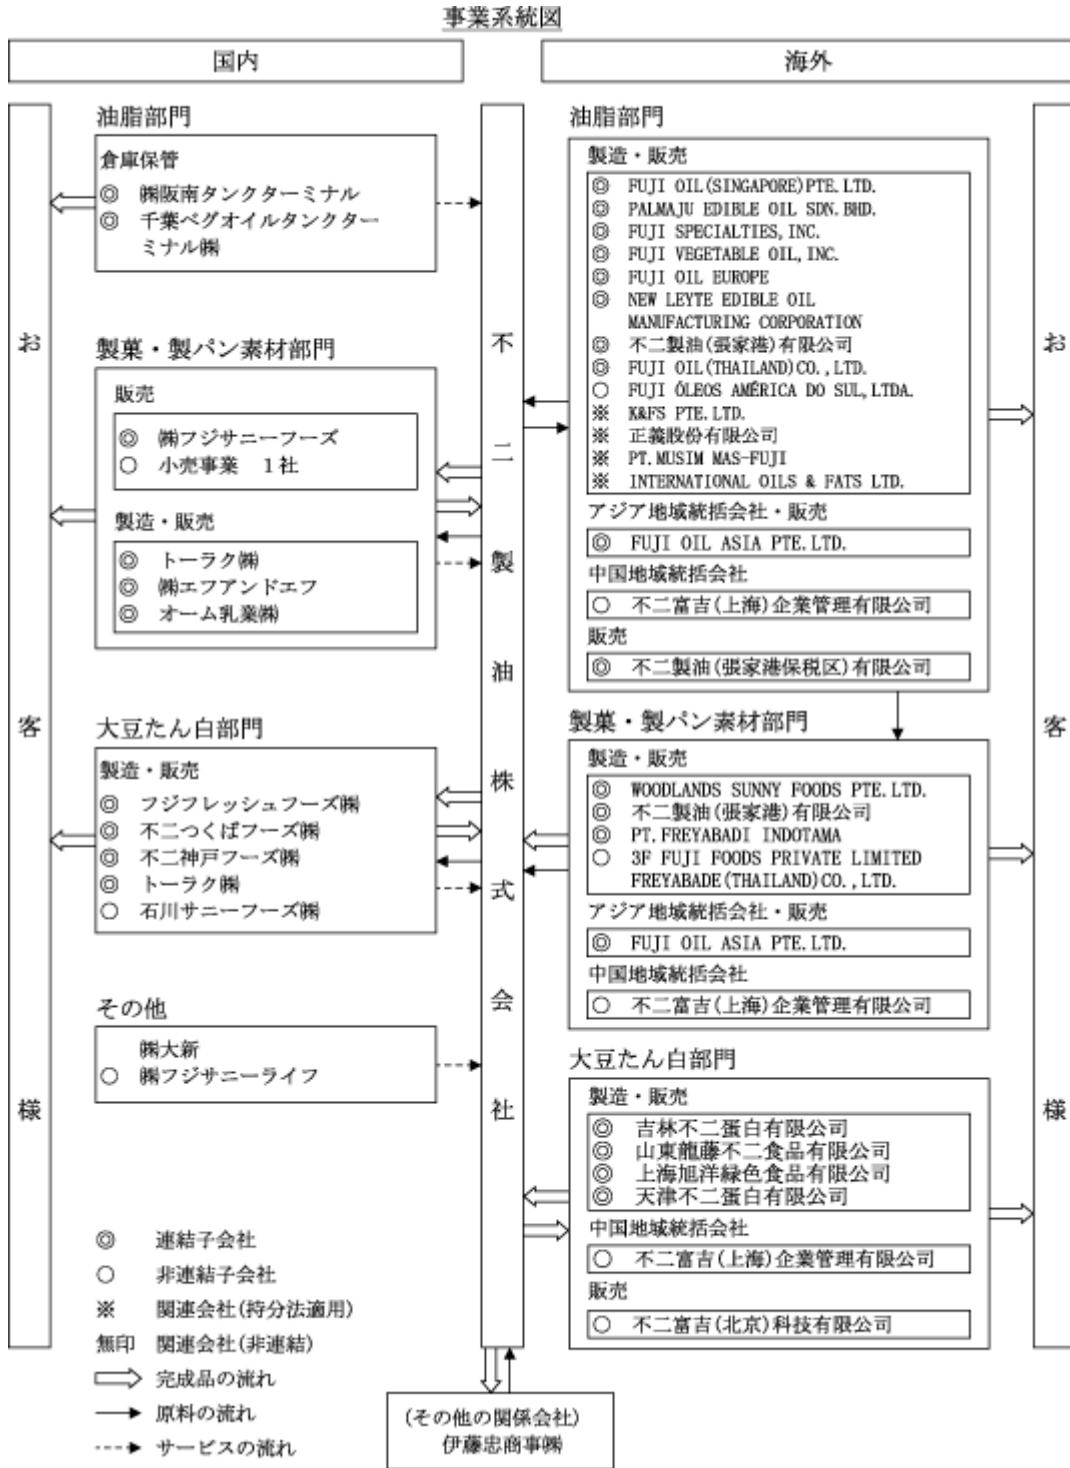 事業系統図
国内
海外
お客様
油脂部門
倉庫保管
◎ ㈱阪南タンクターミナル
◎ 千葉ベグオイルタンクター
ミナル㈱
製菓・製パン素材部門
販売
◎ ㈱フジサニーフーズ
○ 小売事業 1社
製造・販売
◎ トーラク㈱
◎ ㈱エフアンドエフ
◎ オーム乳業㈱
大豆たん白部門
製造・販売
◎ フジフレッシュフーズ㈱
◎ 不二つくばフーズ㈱
◎ 不二神戸フーズ㈱
◎ トーラク㈱
○ 石川サニーフーズ㈱
その他
㈱大新
○ ㈱フジサニーライフ
◎ 連結子会社
○ 非連結子会社
※ 関連会社(持分法適用)
無印 関連会社(非連結)
完成品の流れ
原料の流れ
サービスの流れ
不二製油株式会社
(その他の関係会社)
伊藤忠商事㈱
油脂部門
製造・販売
◎ FUJI OIL(SINGAPORE)PTE.LTD.
◎ PALMAJU EDIBLE OIL SDN.BHD.
◎ FUJI SPECIALTIES,INC.
◎ FUJI VEGETABLE OIL,INC.
◎ FUJI OIL EUROPE
◎ NEW LEYTE EDIBLE OIL
MANUFACTURING CORPORATION
◎ 不二製油(張家港)有限公司
◎ FUJI OIL(THAILAND)CO.,LTD.
○ FUJI ÓLEOS AMÉRICA DO SUL,LTDA.
※ K&FS PTE.LTD.
※ 正義股份有限公司
※ PT.MUSIM MAS-FUJI
※ INTERNATIONAL OILS & FATS LTD.
アジア地域統括会社・販売
◎ FUJI OIL ASIA PTE.LTD.
中国地域統括会社
○ 不二富吉(上海)企業管理有限公司
販売
◎ 不二製油(張家港保税区)有限公司
製菓・製パン素材部門
製造・販売
◎ WOODLANDS SUNNY FOODS PTE.LTD.
◎ 不二製油(張家港)有限公司
◎ PT.FREYABADI INDOTAMA
○ 3F FUJI FOODS PRIVATE LIMITED
FREYABADE(THAILAND)CO.,LTD.
アジア地域統括会社・販売
◎ FUJI OIL ASIA PTE.LTD.
中国地域統括会社
○ 不二富吉(上海)企業管理有限公司
大豆たん白部門
製造・販売
◎ 吉林不二蛋白有限公司
◎ 山東龍藤不二食品有限公司
◎ 上海旭洋緑色食品有限公司
◎ 天津不二蛋白有限公司
中国地域統括会社
○ 不二富吉(上海)企業管理有限公司
販売
○ 不二富吉(北京)科技有限公司
お客様